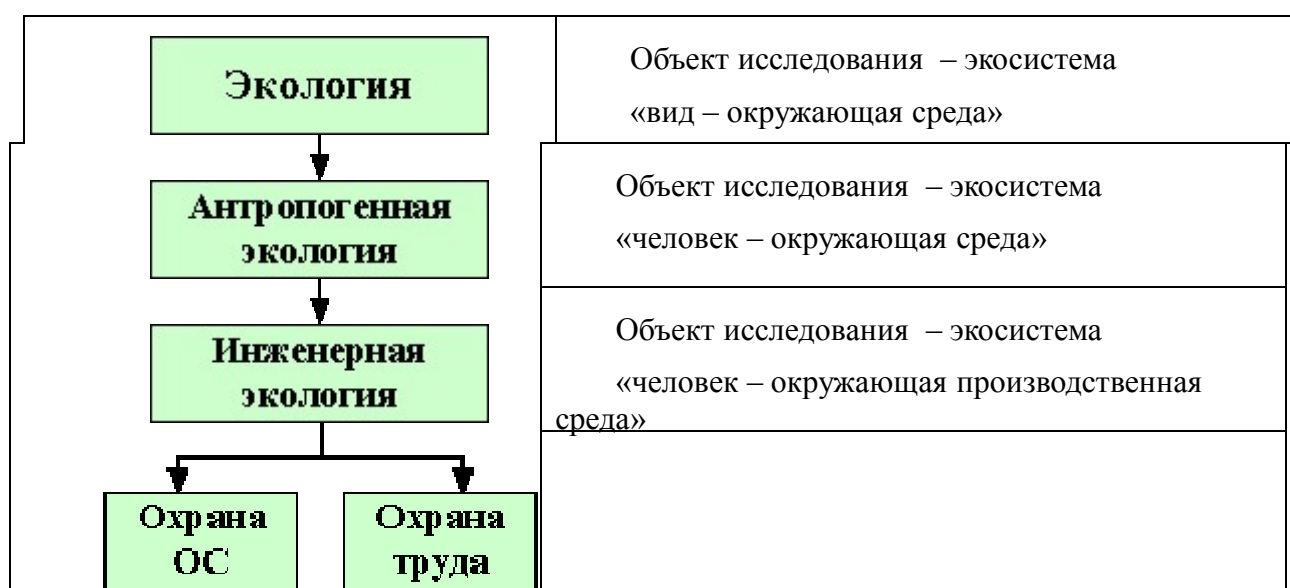 Экология
Объект исследования – экосистема
«вид – окружающая среда»
Антропогенная
экология
Объект исследования – экосистема
«человек – окружающая среда»
Инженерная
экология
Объект исследования – экосистема
«человек – окружающая производственная
среда»
Охрана
ОС
Охрана
труда